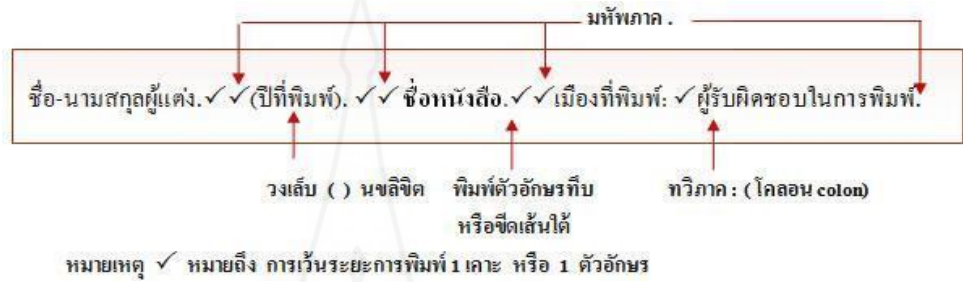 มหัพภาค .
ชื่อ-นามสกุลผู้แต่ง.✓✓(ปีที่พิมพ์). ✓✓ ชื่อหนังสือ.✓✓เมืองที่พิมพ์: ✓ผู้รับผิดชอบในการพิมพ์.
วงเล็บ ( ) นขลิขิต พิมพ์ตัวอักษรทึบ ทวิภาค : (โคลอน colon)
หรือขีดเส้นใต้
หมายเหตุ ✓ หมายถึง การเว้นระยะการพิมพ์ 1 เคาะ หรือ 1 ตัวอักษร